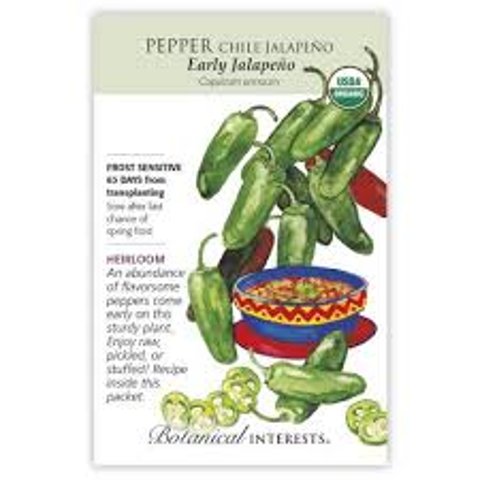 PEPPER CHILE JALAPEÑO
Early Jalapeño
Capsicum annuum
USDA
ORGANIC
FROST SENSITIVE
65 DAYS from
transplanting
Sow after last
chance of
spring frost
HEIRLOOM
An abundance
of flavorsome
peppers come
early on this
sturdy plant.
Enjoy raw,
pickled, or
stuffed! Recipe
inside this
packet.
Botanical INTERESTS®